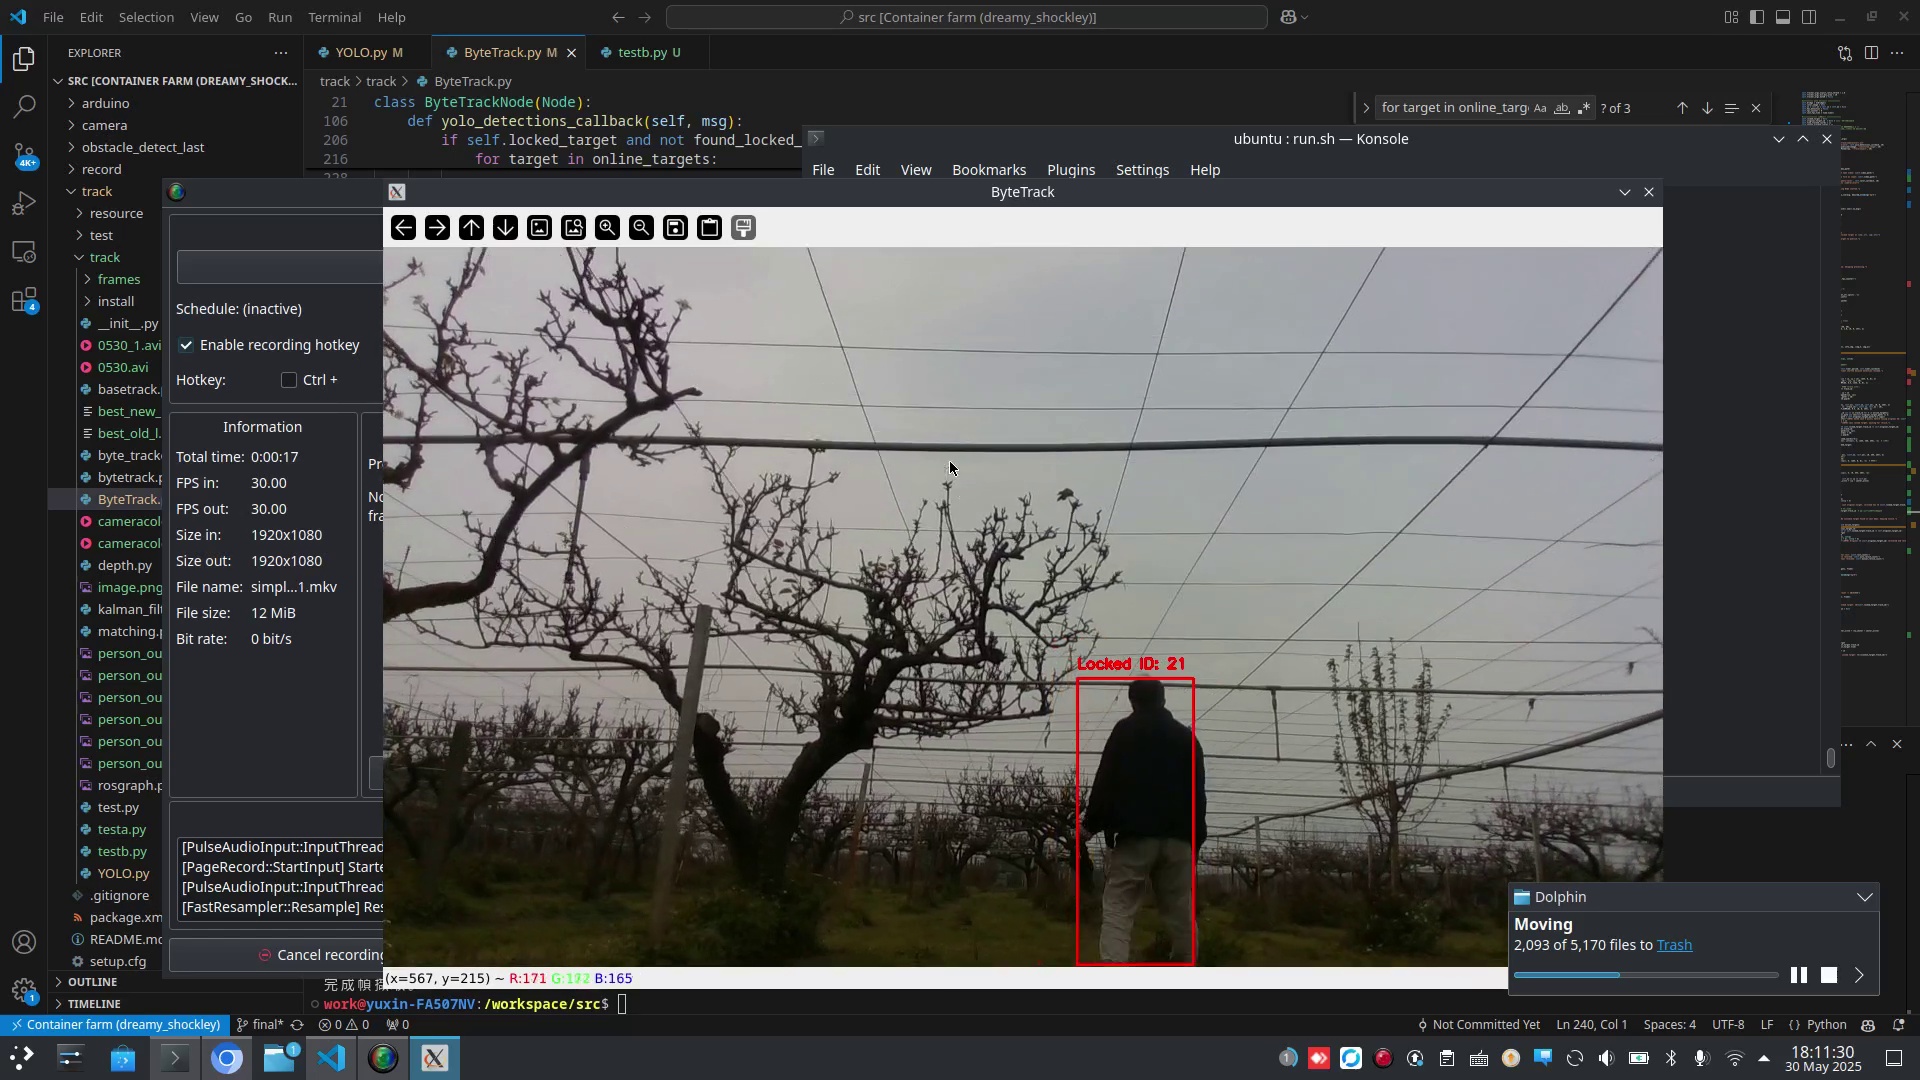 File Edit Selection View Go Run Terminal Help
src [Container farm (dreamy_shockley)]
EXPLORER
SRC [CONTAINER FARM (DREAMY_SHOCK...
arduino
camera
obstacle_detect_last
record
track
resource
test
track
frames
install
__init__.py
0530_1.avi
0530.avi
basetrack.
best_new_
best_old_l.
byte_track
bytetrack.p
ByteTrack.
cameracol
cameracol
depth.py
image.png
kalman_filt
matching.p
person_ou
person_ou
person_ou
person_ou
person_ou
person_ou
rosgraph.p
test.py
testa.py
testb.py
YOLO.py
.gitignore
package.xm
README.md
setup.cfg
OUTLINE
TIMELINE
YOLO.py M
ByteTrack.py M
testb.py U
track > track > ByteTrack.py
21 class ByteTrackNode(Node):
106 def yolo_detections_callback(self, msg):
206 if self.locked_target and not found_locked_
216 for target in online_targets:
for target in online_targ
Aa ab .* ? of 3
ubuntu : run.sh — Konsole
File Edit View Bookmarks Plugins Settings Help
ByteTrack
Schedule: (inactive)
Enable recording hotkey
Hotkey: Ctrl +
Information
Total time: 0:00:17
FPS in: 30.00
FPS out: 30.00
Size in: 1920x1080
Size out: 1920x1080
File name: simpl...1.mkv
File size: 12 MiB
Bit rate: 0 bit/s
Pr
No
fra
[PulseAudioInput::InputThread
[PageRecord::StartInput] Starte
[PulseAudioInput::InputThread
[FastResampler::Resample] Res
Cancel recording
Locked ID: 21
(x=567, y=215) ~ R:171 G:172 B:165
work@yuxin-FA507NV:/workspace/src$
Dolphin
Moving
2,093 of 5,170 files to Trash
4K+
4
1
Container farm (dreamy_shockley)
final*
0 0
0
Not Committed Yet
Ln 240, Col 1
Spaces: 4
UTF-8
LF
{} Python
1
1
18:11:30
30 May 2025